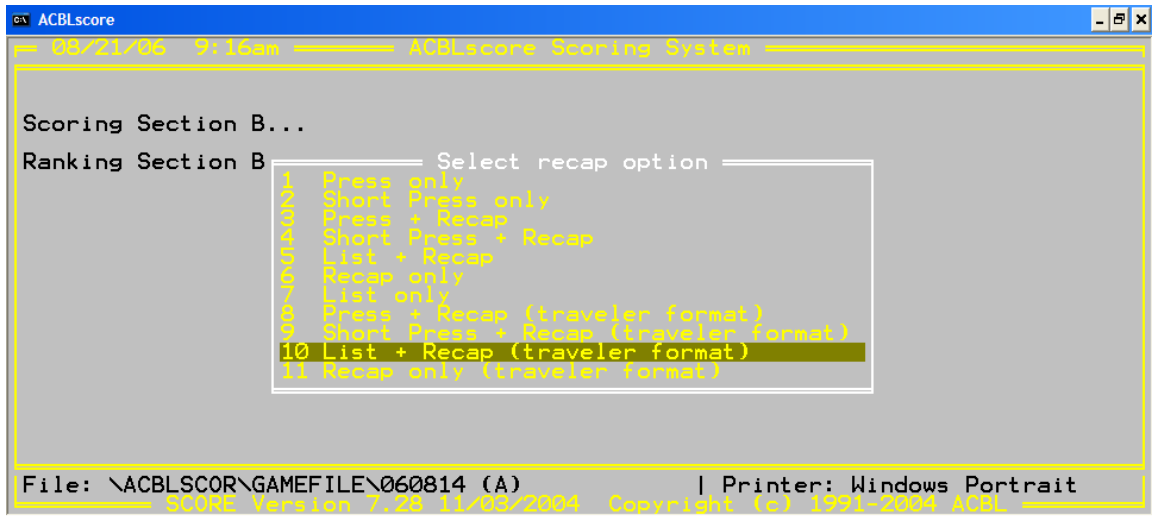 ACBLscore
08/21/06 9:16am ACBLscore Scoring System
Scoring Section B...
Ranking Section B
Select recap option
1 Press only
2 Short Press only
3 Press + Recap
4 Short Press + Recap
5 List + Recap
6 Recap only
7 List only
8 Press + Recap (traveler format)
9 Short Press + Recap (traveler format)
10 List + Recap (traveler format)
11 Recap only (traveler format)
File: \ACBLSCOR\GAMEFILE\060814 (A) | Printer: Windows Portrait
SCORE Version 7.28 11/03/2004 Copyright (c) 1991-2004 ACBL